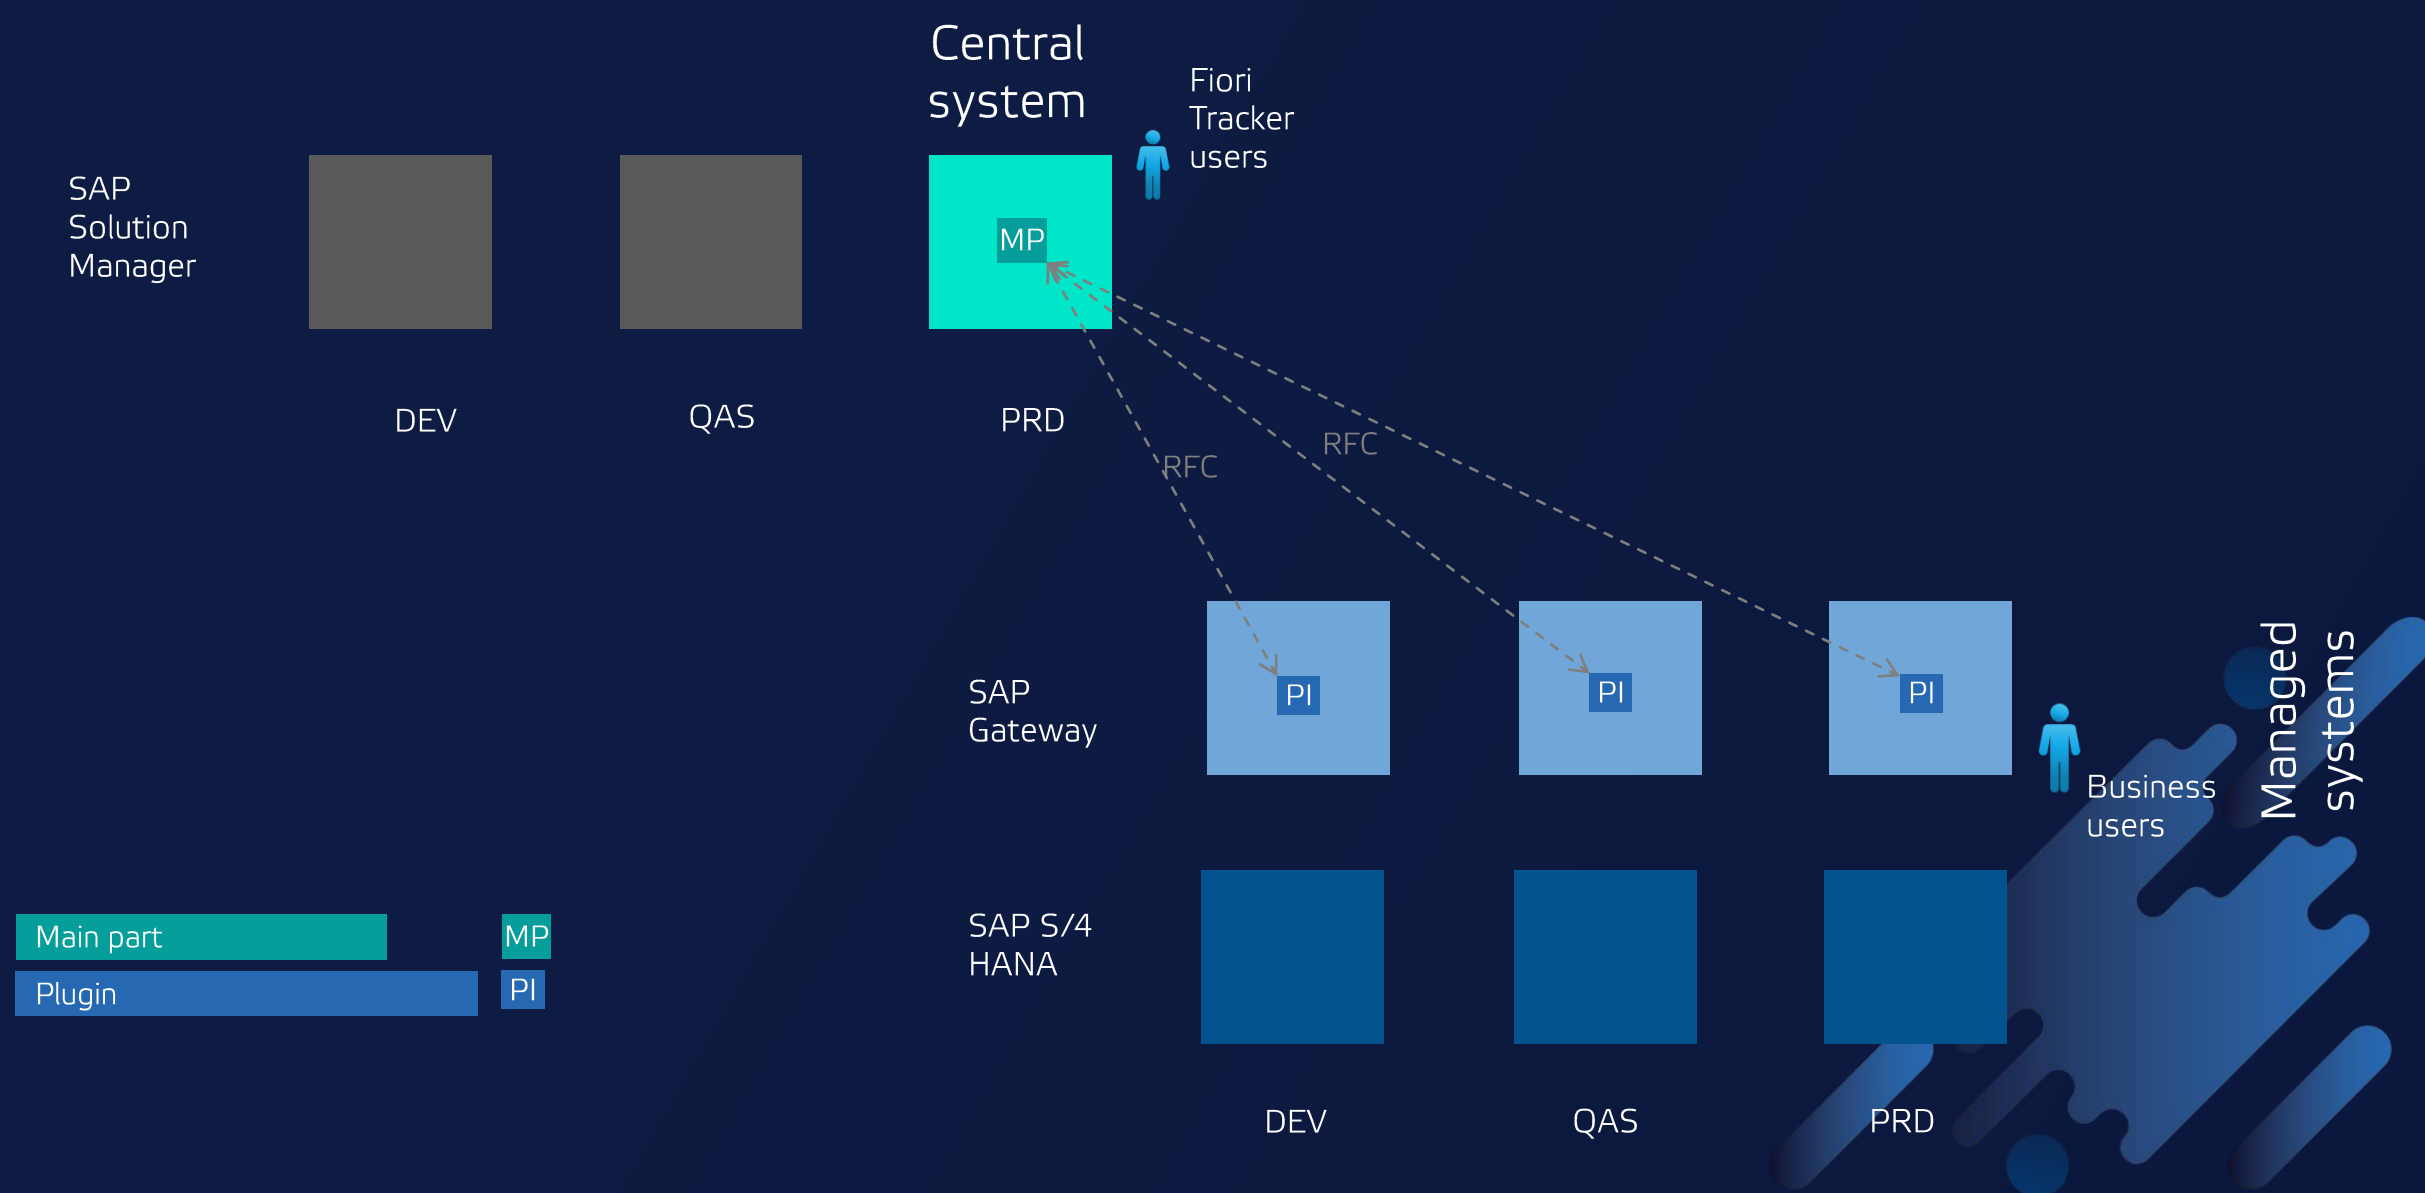 Central
system
Fiori
Tracker
users
SAP
Solution
Manager
MP
DEV
QAS
PRD
RFC
RFC
SAP
Gateway
PI
PI
PI
Managed
systems
Business
users
SAP S/4
HANA
Main part
MP
Plugin
PI
DEV
QAS
PRD